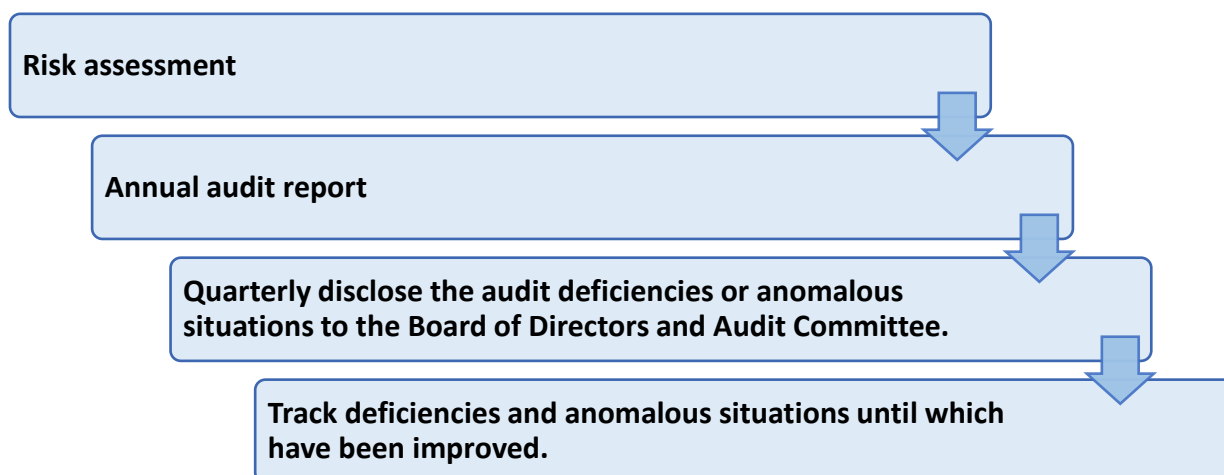 Risk assessment
Annual audit report
Quarterly disclose the audit deficiencies or anomalous
situations to the Board of Directors and Audit Committee.
Track deficiencies and anomalous situations until which
have been improved.